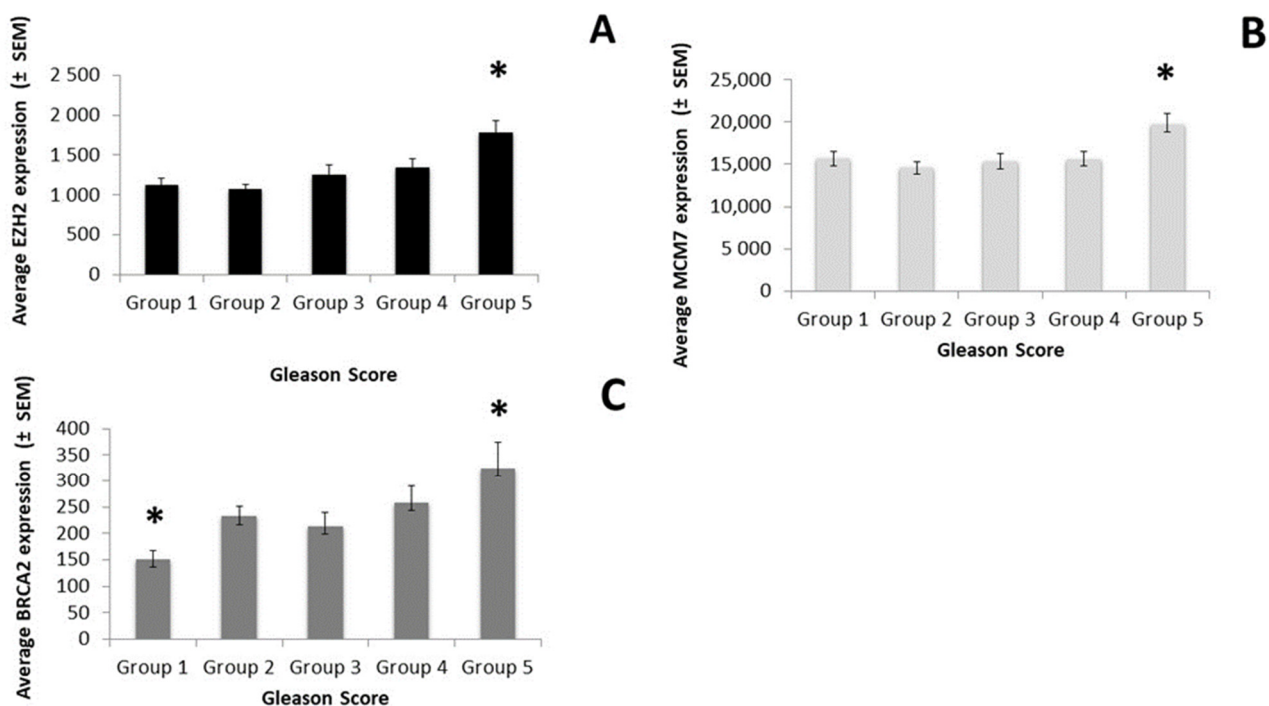 A
Average EZH2 expression (± SEM)
2 500
2 000
1 500
1 000
500
0
*
Group 1 Group 2 Group 3 Group 4 Group 5
Gleason Score
B
Average MCM7 expression (± SEM)
25,000
20,000
15,000
10,000
5 000
0
*
Group 1 Group 2 Group 3 Group 4 Group 5
Gleason Score
C
Average BRCA2 expression (± SEM)
400
350
300
250
200
150
100
50
0
*
*
Group 1 Group 2 Group 3 Group 4 Group 5
Gleason Score